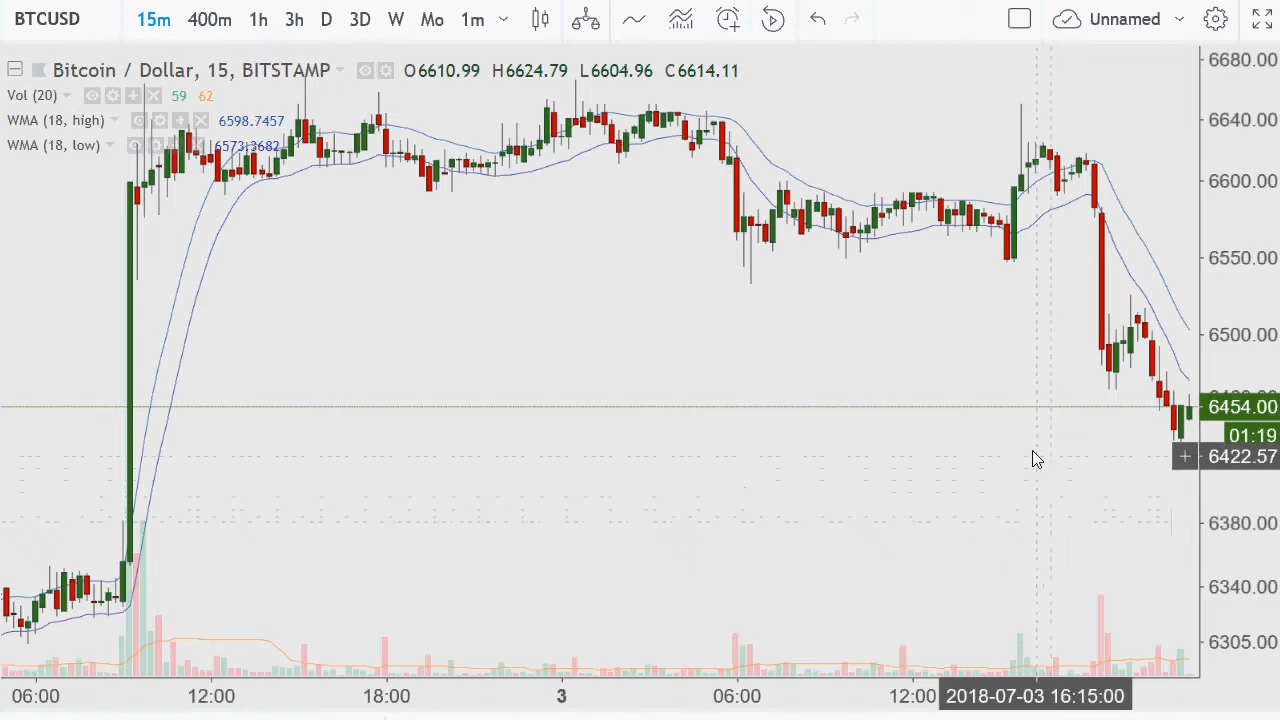 BTCUSD 15m 400m 1h 3h D 3D W Mo 1m Unnamed
Bitcoin / Dollar, 15, BITSTAMP O6610.99 H6624.79 L6604.96 C6614.11
Vol (20) 59 62
WMA (18, high) 6598.7457
WMA (18, low) 6573.3682
6680.00
6640.00
6600.00
6550.00
6500.00
6454.00
01:19
6422.57
6380.00
6340.00
6305.00
06:00 12:00 18:00 3 06:00 12:00 2018-07-03 16:15:00